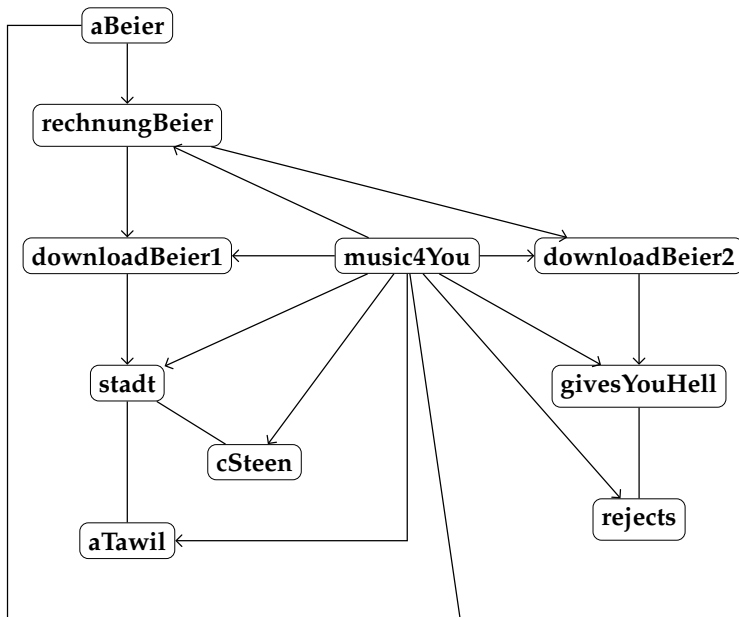 aBeier
rechnungBeier
downloadBeier1
music4You
downloadBeier2
stadt
givesYouHell
cSteen
rejects
aTawil